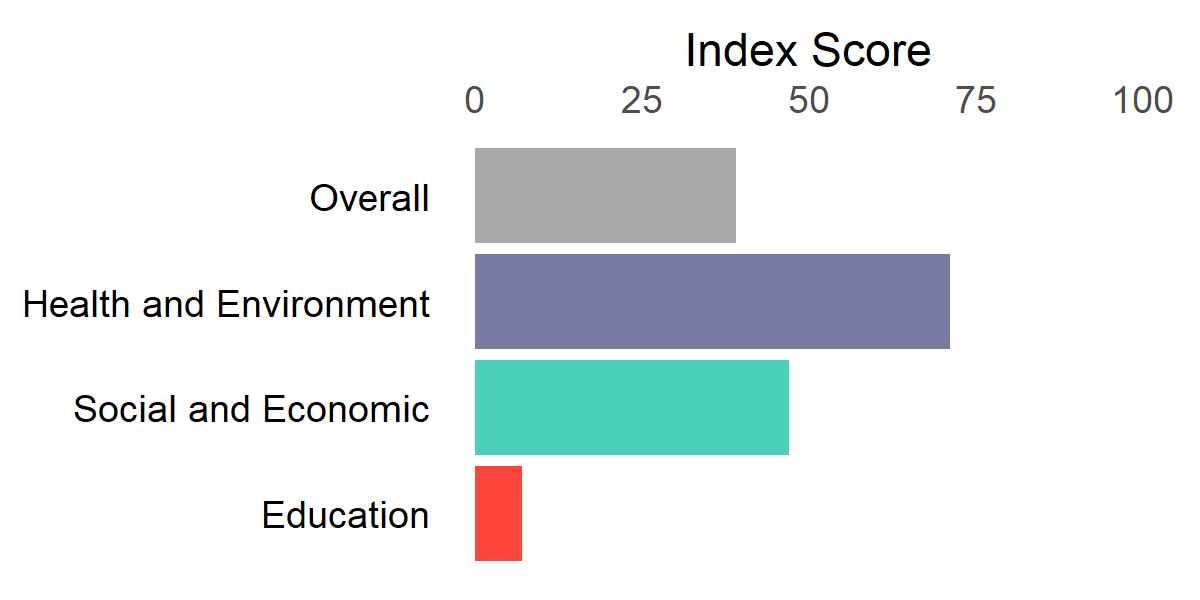 Index Score
0 25 50 75 100
Overall
Health and Environment
Social and Economic
Education